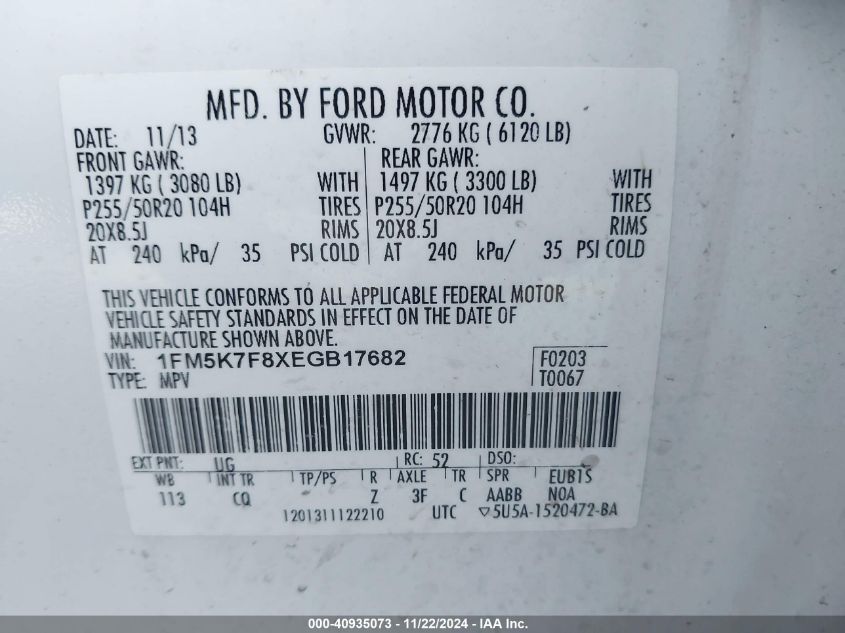 MFD. BY FORD MOTOR CO.
DATE: 11/13 GVWR: 2776 KG ( 6120 LB)
FRONT GAWR: REAR GAWR:
1397 KG ( 3080 LB) WITH 1497 KG ( 3300 LB) WITH
P255/50R20 104H TIRES P255/50R20 104H TIRES
20X8.5J RIMS 20X8.5J RIMS
AT 240 kPa/ 35 PSI COLD AT 240 kPa/ 35 PSI COLD
THIS VEHICLE CONFORMS TO ALL APPLICABLE FEDERAL MOTOR
VEHICLE SAFETY STANDARDS IN EFFECT ON THE DATE OF
MANUFACTURE SHOWN ABOVE.
VIN: 1FM5K7F8XEGB17682 F0203
TYPE: MPV T0067
EXT PNT: UG RC: 52 DSO:
WB INT TR TP/PS R AXLE TR SPR EUB1S
113 CQ Z 3F C AABB NOA
1201311122210 UTC ▽5U5A-1520472-BA
000-40935073 - 11/22/2024 - IAA Inc.